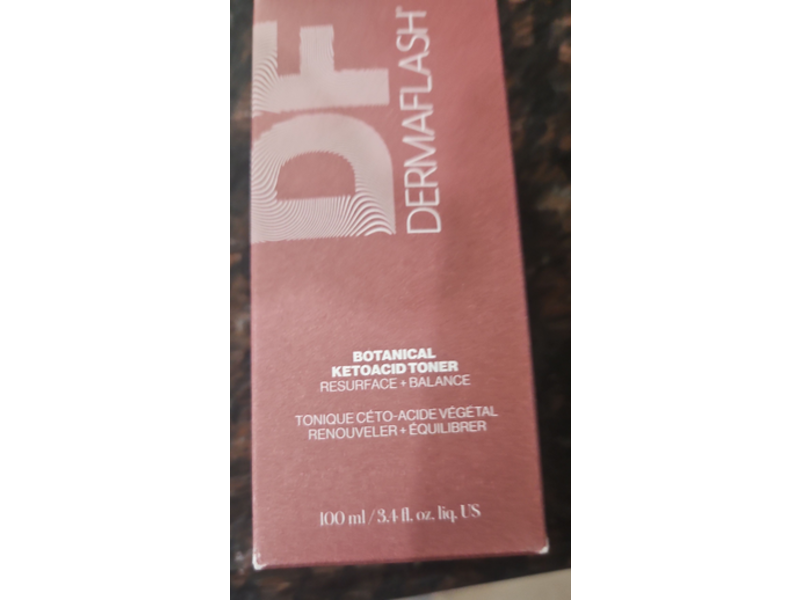 DF
DERMAFLASH
BOTANICAL
KETOACID TONER
RESURFACE + BALANCE
TONIQUE CÉTO-ACIDE VÉGÉTAL
RENOUVELER + ÉQUILIBRER
100 ml / 3.4 fl. oz. liq. US